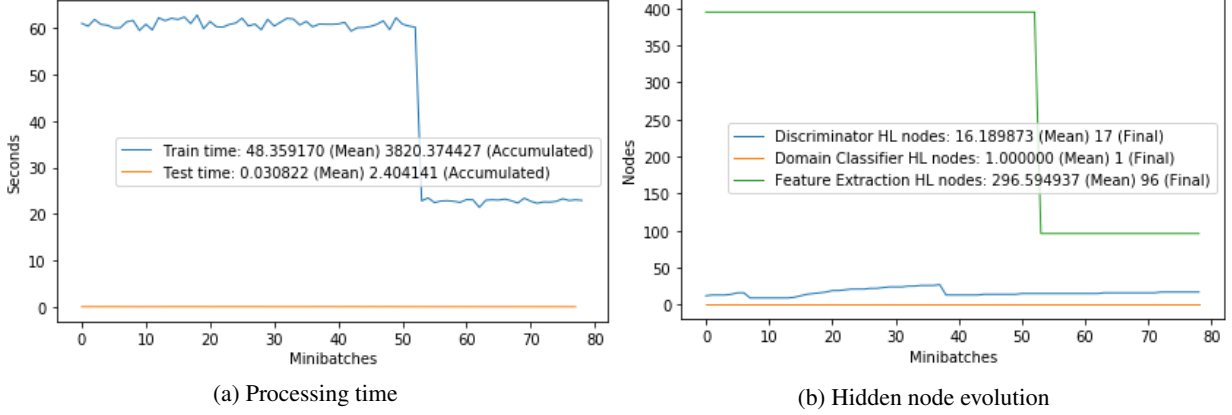 60
50
40
30
20
10
0
Seconds
Train time: 48.359170 (Mean) 3820.374427 (Accumulated)
Test time: 0.030822 (Mean) 2.404141 (Accumulated)
0 10 20 30 40 50 60 70 80
Minibatches
(a) Processing time
400
350
300
250
200
150
100
50
0
Nodes
Discriminator HL nodes: 16.189873 (Mean) 17 (Final)
Domain Classifier HL nodes: 1.000000 (Mean) 1 (Final)
Feature Extraction HL nodes: 296.594937 (Mean) 96 (Final)
0 10 20 30 40 50 60 70 80
Minibatches
(b) Hidden node evolution